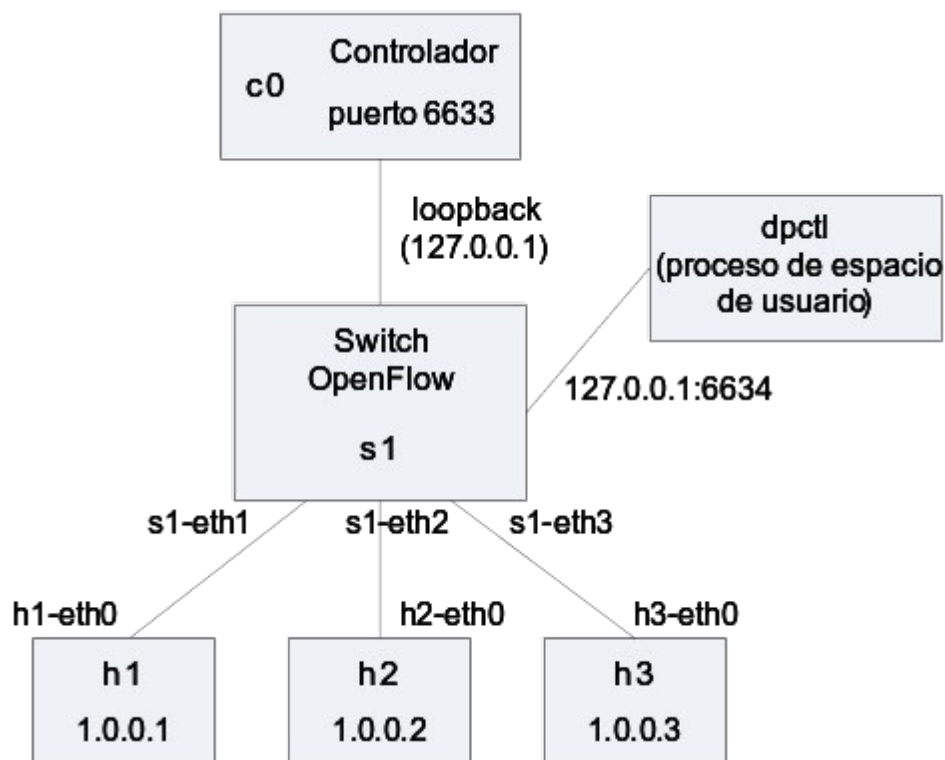 c0
Controlador
puerto 6633
loopback
(127.0.0.1)
dpctl
(proceso de espacio
de usuario)
Switch
OpenFlow
s1
127.0.0.1:6634
s1-eth1
s1-eth2
s1-eth3
h1-eth0
h2-eth0
h3-eth0
h1
1.0.0.1
h2
1.0.0.2
h3
1.0.0.3